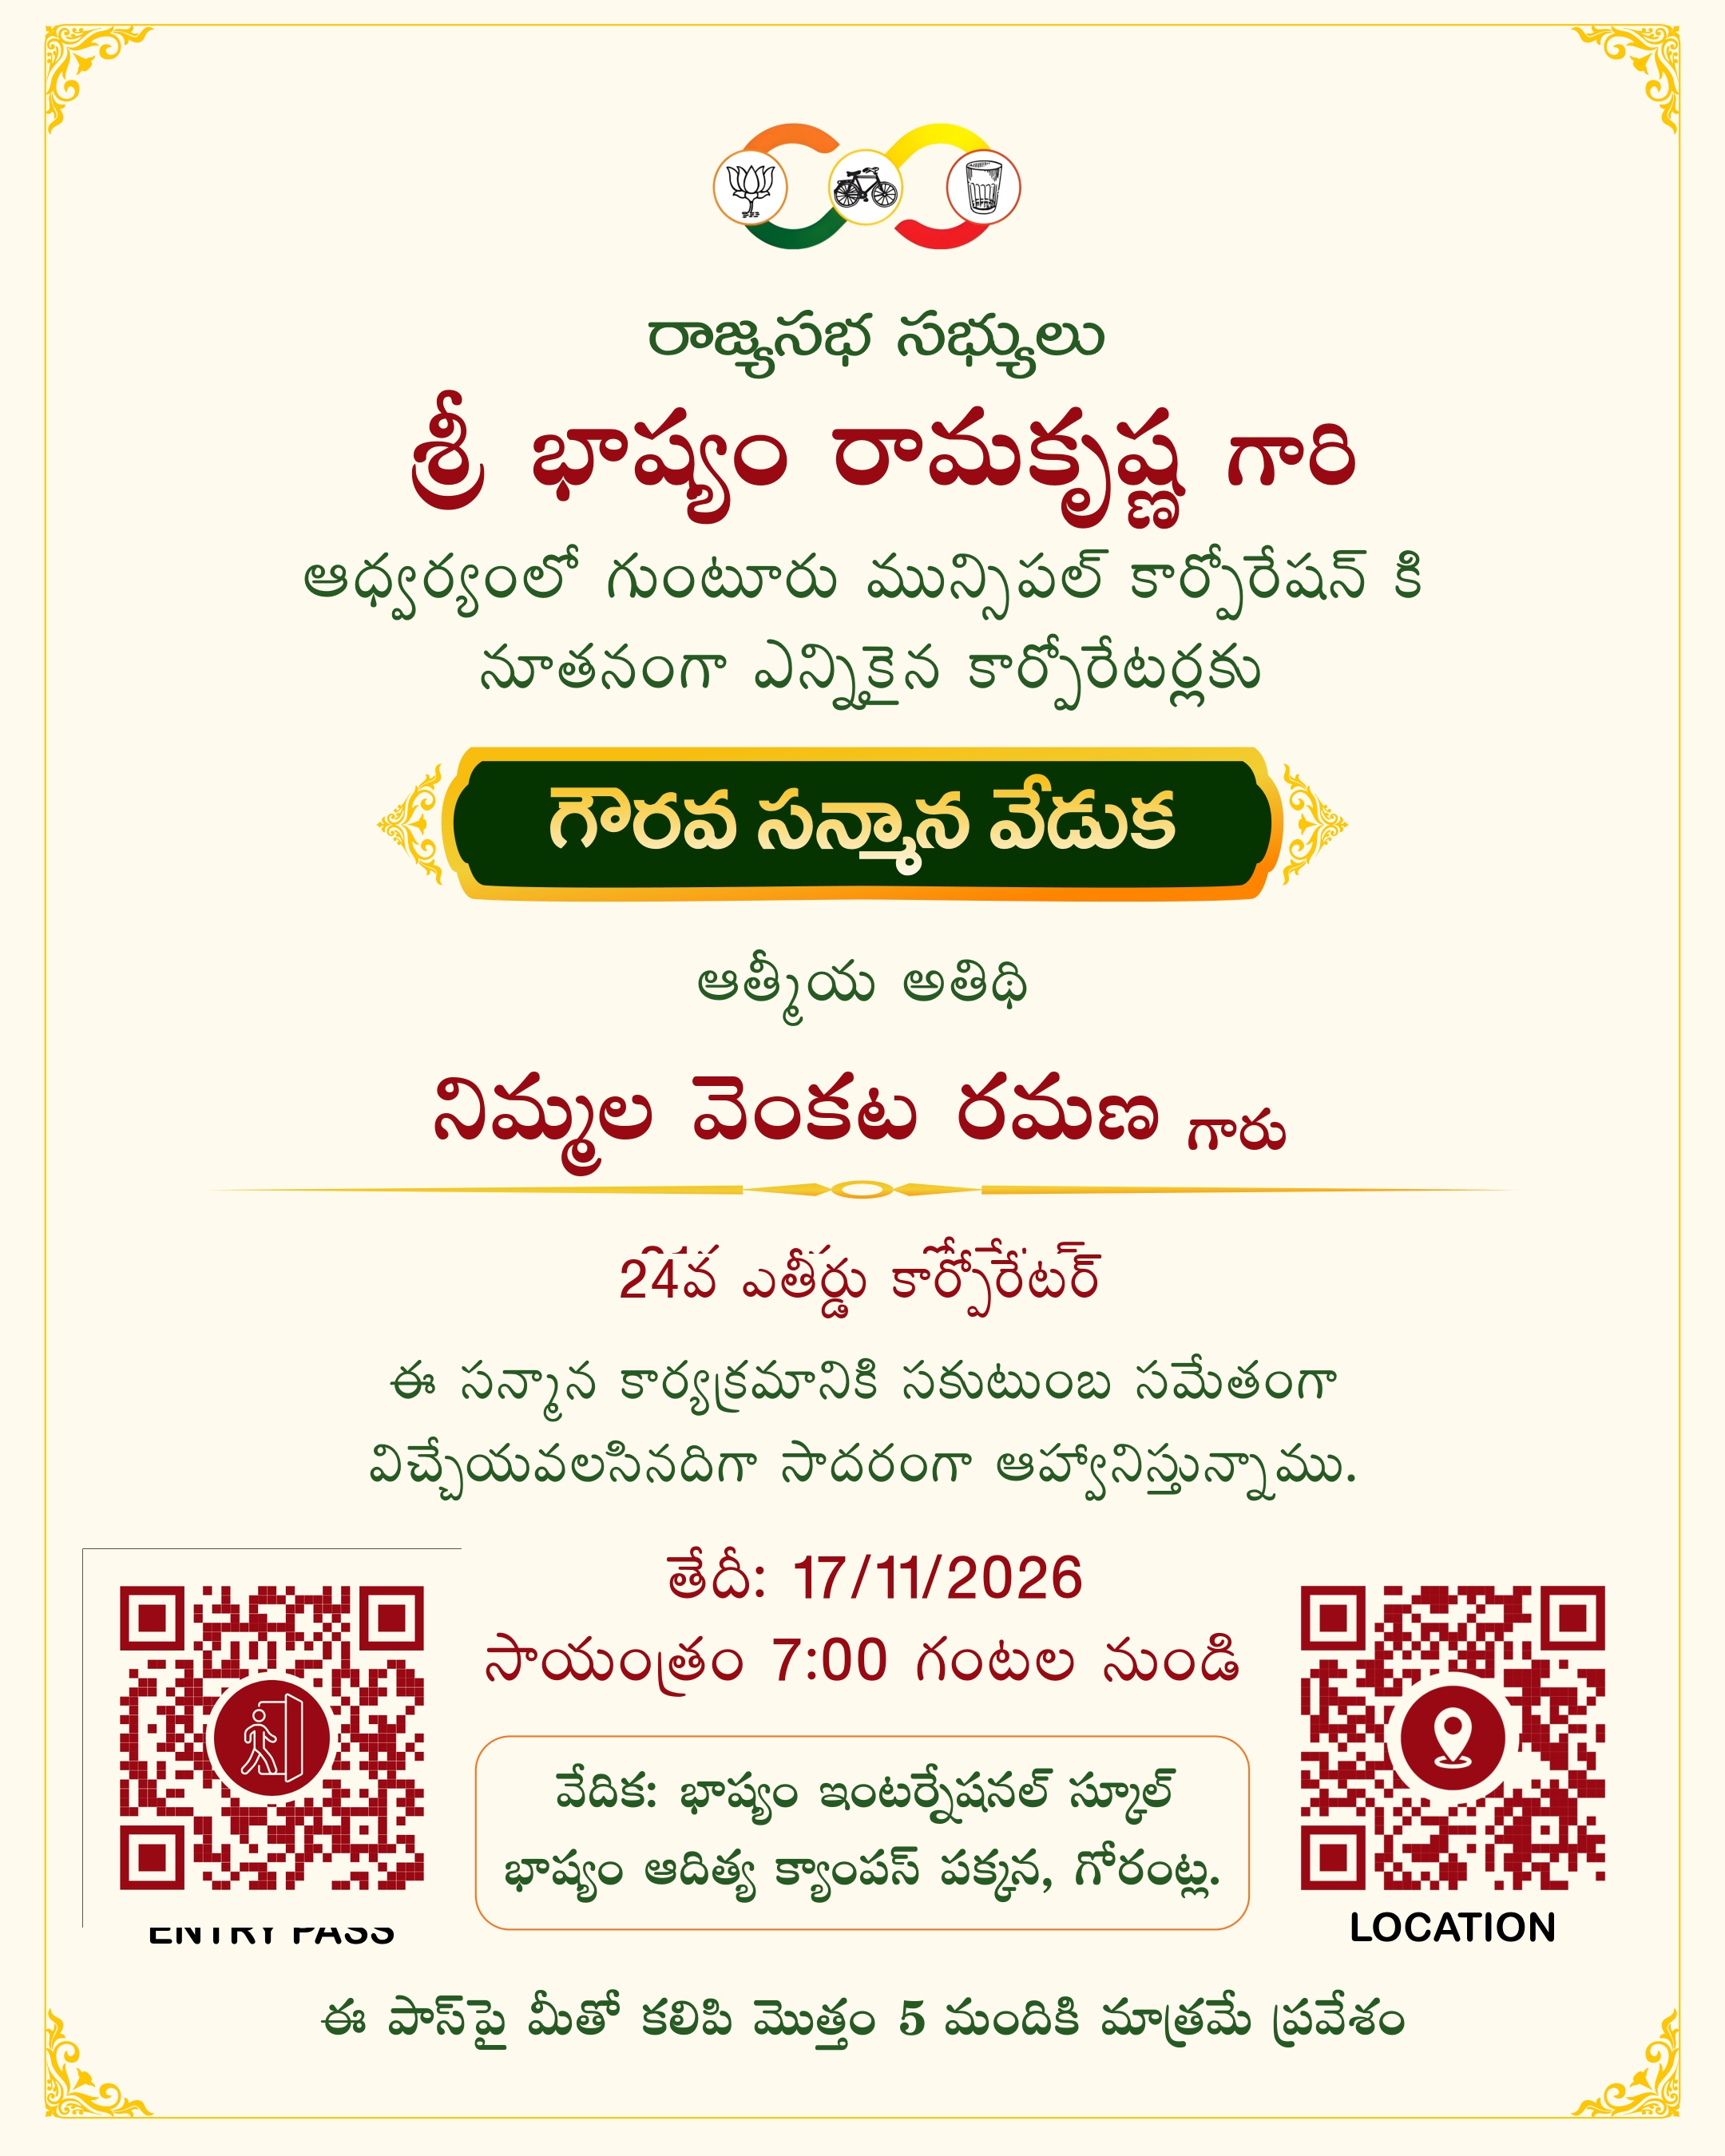 రాజ్యసభ సభ్యులు
శ్రీ భాష్యం రామకృష్ణ గారి
ఆధ్వర్యంలో గుంటూరు మున్సిపల్ కార్పోరేషన్ కి
నూతనంగా ఎన్నికైన కార్పోరేటర్లకు
గౌరవ సన్మాన వేడుక
ఆత్మీయ అతిథి
నిమ్మల వెంకట రమణ గారు
24వ ఎతీర్డు కార్పోరేటర్
ఈ సన్మాన కార్యక్రమానికి సకుటుంబ సమేతంగా
విచ్చేయవలసినదిగా సాదరంగా ఆహ్వానిస్తున్నాము.
తేదీ: 17/11/2026
సాయంత్రం 7:00 గంటల నుండి
వేదిక: భాష్యం ఇంటర్నేషనల్ స్కూల్
భాష్యం ఆదిత్య క్యాంపస్ పక్కన, గోరంట్ల.
ENTRY PASS
LOCATION
ఈ పాస్‌పై మీతో కలిపి మొత్తం 5 మందికి మాత్రమే ప్రవేశం